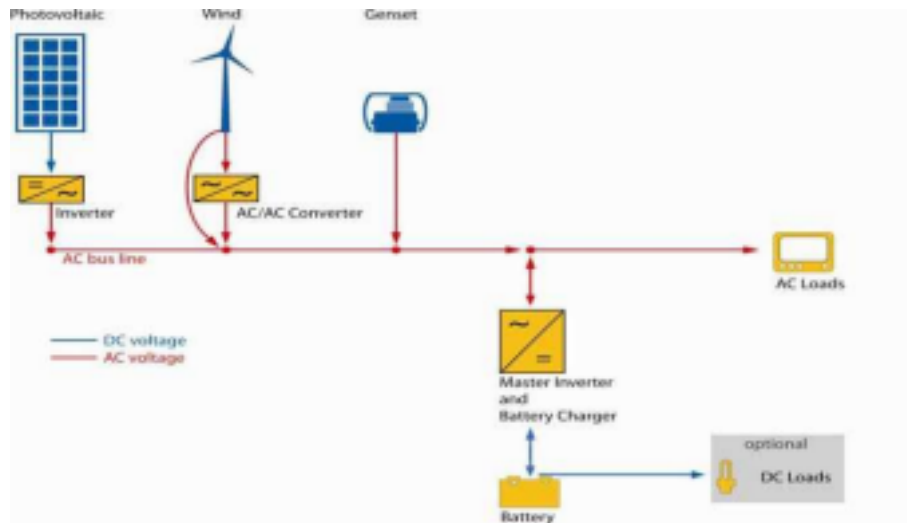 Photovoltaic
Wind
Genset
Inverter
AC/AC Converter
AC bus line
AC Loads
DC voltage
AC voltage
Master Inverter
and
Battery Charger
optional
DC Loads
Battery